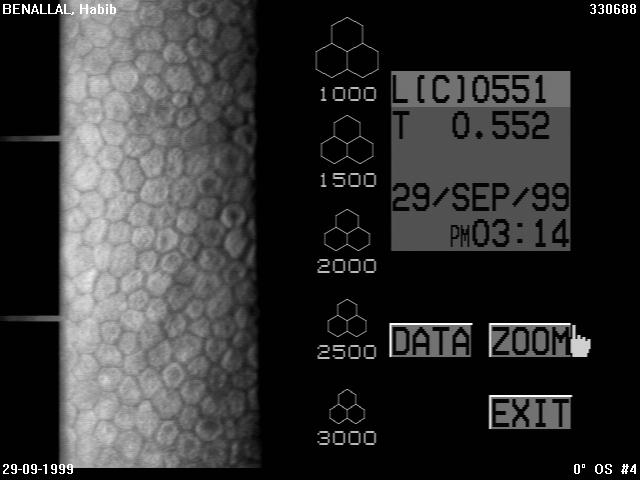 BENALLAL, Habib
330688
1000
L[C]0551
T 0.552
1500
29/SEP/99
PM03:14
2000
2500
DATA
ZOOM
EXIT
3000
29-09-1999
0° OS #4